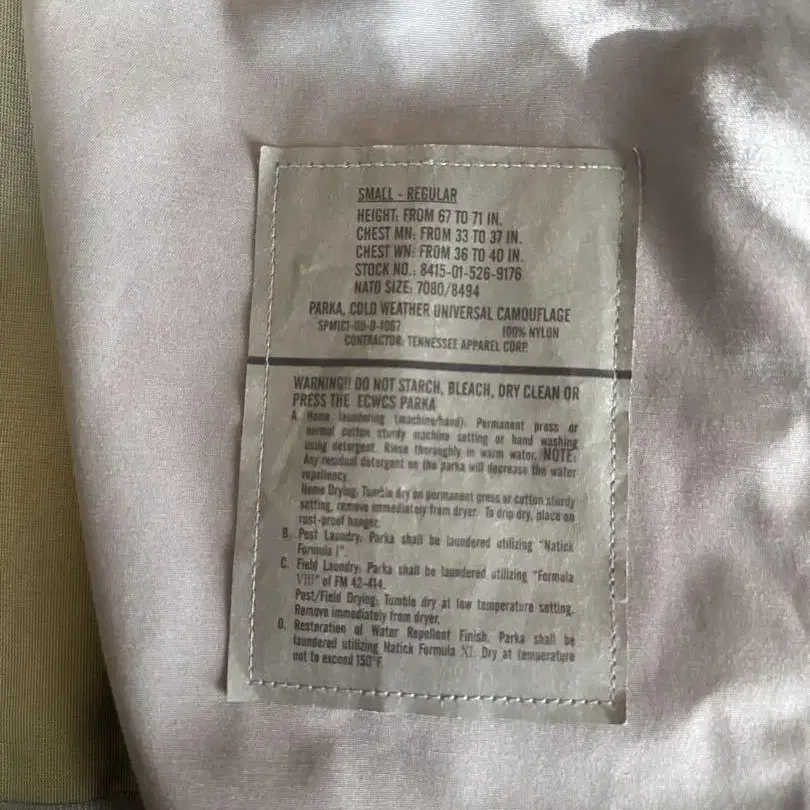 SMALL - REGULAR
HEIGHT: FROM 67 TO 71 IN.
CHEST MN: FROM 33 TO 37 IN.
CHEST WN: FROM 36 TO 40 IN.
STOCK NO.: 8415-01-526-9176
NATO SIZE: 7080/8494
PARKA, COLD WEATHER UNIVERSAL CAMOUFLAGE
100% NYLON
CONTRACTOR: TENNESSEE APPAREL CORP.
WARNING!! DO NOT STARCH, BLEACH, DRY CLEAN OR
PRESS THE ECWCS PARKA
A. Home laundering (machine/hand): Permanent press or
normal cotton sturdy machine setting or hand washing
using detergent. Rinse thoroughly in warm water. NOTE:
Any residual detergent on the parka will decrease the water
repellency.
Home Drying: Tumble dry on permanent press or cotton sturdy
setting, remove immediately from dryer. To drip dry, place on
rust-proof hanger.
B. Post Laundry: Parka shall be laundered utilizing "Natick
Formula I".
C. Field Laundry: Parka shall be laundered utilizing "Formula
VIII" of FM 42-414.
Post/Field Drying: Tumble dry at low temperature setting.
Remove immediately from dryer.
D. Restoration of Water Repellent Finish. Parka shall be
laundered utilizing Natick Formula XI. Dry at temperature
not to exceed 150°F.